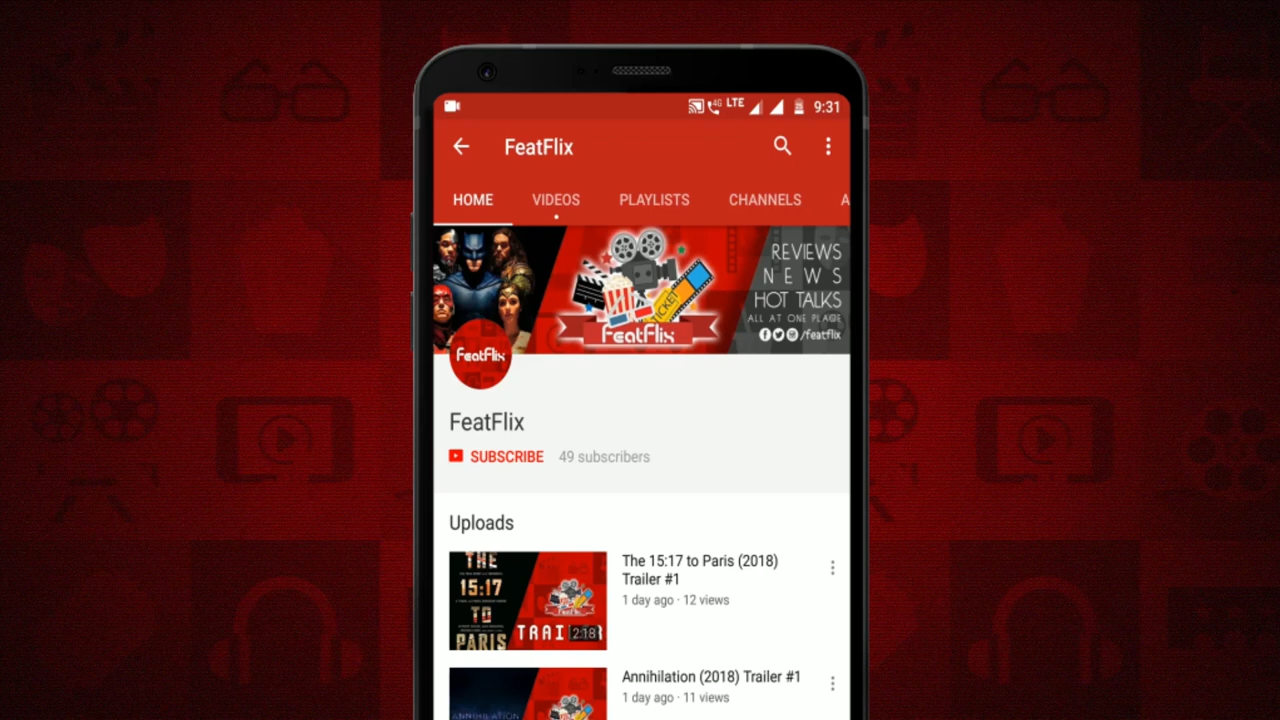 4G LTE 9:31
FeatFlix
HOME VIDEOS PLAYLISTS CHANNELS A
REVIEWS
NEWS
HOT TALKS
ALL AT ONE PLACE
/featflix
TICKET
FeatFlix
FeatFlix
FeatFlix
SUBSCRIBE 49 subscribers
Uploads
THE
15:17
TO
PARIS
TRAI 2:18
The 15:17 to Paris (2018)
Trailer #1
1 day ago · 12 views
ANNIHILATION
Annihilation (2018) Trailer #1
1 day ago · 11 views